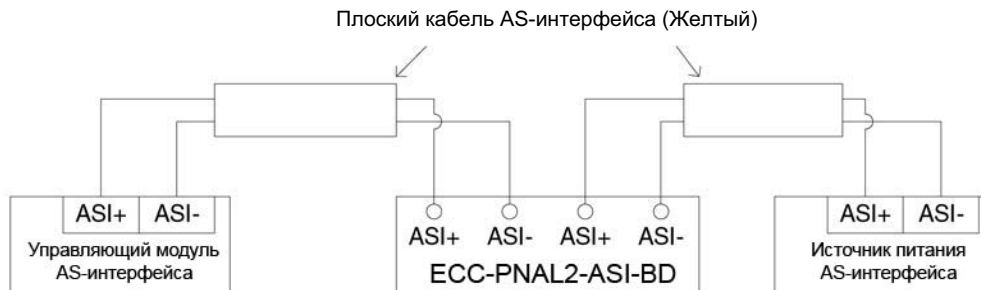 Плоский кабель AS-интерфейса (Желтый)
ASI+ ASI-
Управляющий модуль
AS-интерфейса
ASI+ ASI- ASI+ ASI-
ECC-PNAL2-ASI-BD
ASI+ ASI-
Источник питания
AS-интерфейса